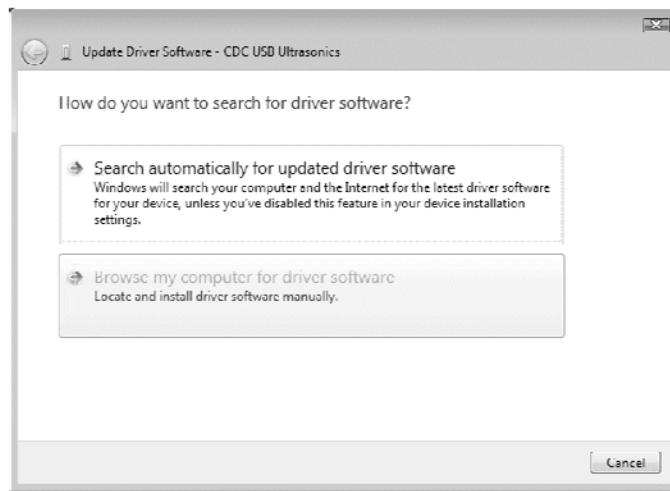 Update Driver Software - CDC USB Ultrasonics
How do you want to search for driver software?
Search automatically for updated driver software
Windows will search your computer and the Internet for the latest driver software
for your device, unless you've disabled this feature in your device installation
settings.
Browse my computer for driver software
Locate and install driver software manually.
Cancel